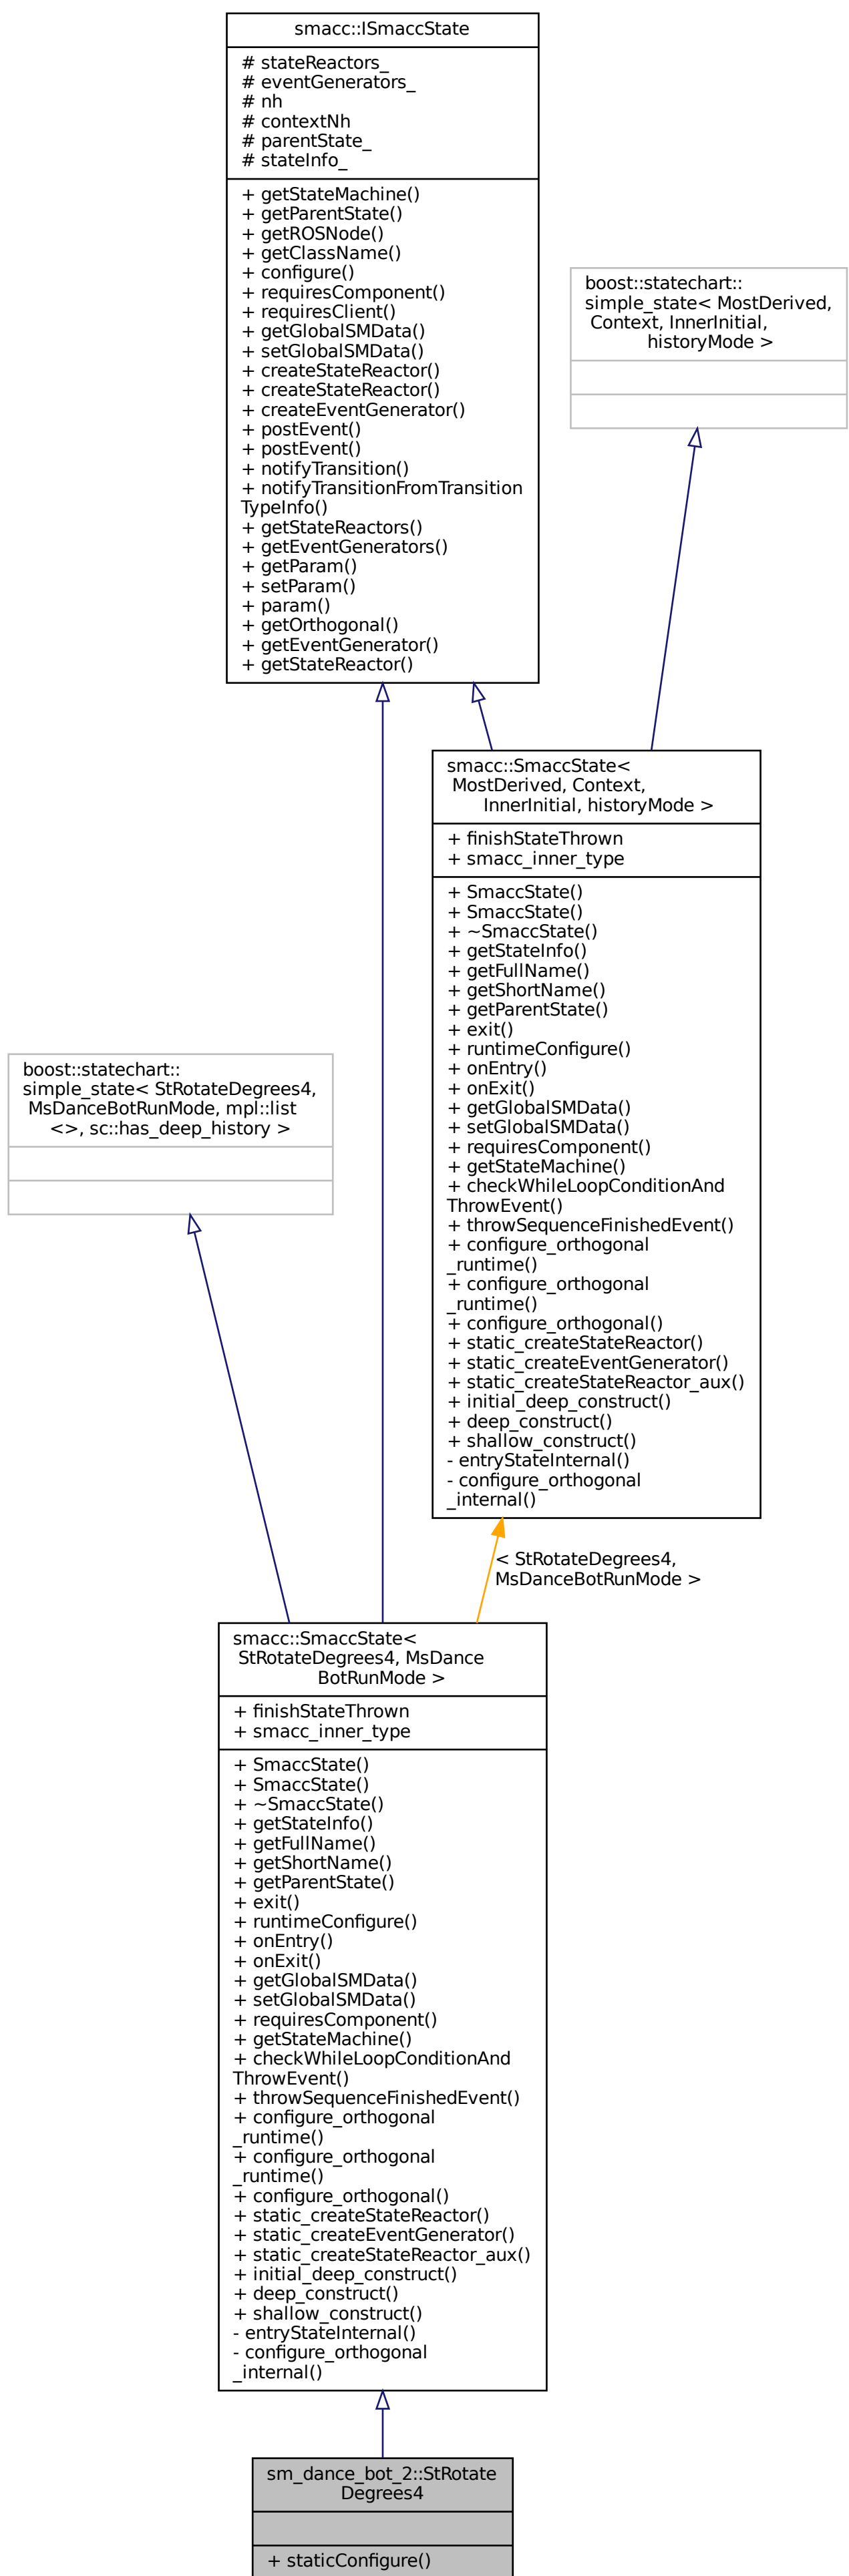 smacc::ISmaccState
# stateReactors_
# eventGenerators_
# nh
# contextNh
# parentState_
# stateInfo_
+ getStateMachine()
+ getParentState()
+ getROSNode()
+ getClassName()
+ configure()
+ requiresComponent()
+ requiresClient()
+ getGlobalSMData()
+ setGlobalSMData()
+ createStateReactor()
+ createStateReactor()
+ createEventGenerator()
+ postEvent()
+ postEvent()
+ notifyTransition()
+ notifyTransitionFromTransition
TypeInfo()
+ getStateReactors()
+ getEventGenerators()
+ getParam()
+ setParam()
+ param()
+ getOrthogonal()
+ getEventGenerator()
+ getStateReactor()
boost::statechart::
simple_state< MostDerived,
Context, InnerInitial,
historyMode >
smacc::SmaccState<
MostDerived, Context,
InnerInitial, historyMode >
+ finishStateThrown
+ smacc_inner_type
+ SmaccState()
+ SmaccState()
+ ~SmaccState()
+ getStateInfo()
+ getFullName()
+ getShortName()
+ getParentState()
+ exit()
+ runtimeConfigure()
+ onEntry()
+ onExit()
+ getGlobalSMData()
+ setGlobalSMData()
+ requiresComponent()
+ getStateMachine()
+ checkWhileLoopConditionAnd
ThrowEvent()
+ throwSequenceFinishedEvent()
+ configure_orthogonal
_runtime()
+ configure_orthogonal
_runtime()
+ configure_orthogonal()
+ static_createStateReactor()
+ static_createEventGenerator()
+ static_createStateReactor_aux()
+ initial_deep_construct()
+ deep_construct()
+ shallow_construct()
- entryStateInternal()
- configure_orthogonal
_internal()
boost::statechart::
simple_state< StRotateDegrees4,
MsDanceBotRunMode, mpl::list
<>, sc::has_deep_history >
< StRotateDegrees4,
MsDanceBotRunMode >
smacc::SmaccState<
StRotateDegrees4, MsDance
BotRunMode >
+ finishStateThrown
+ smacc_inner_type
+ SmaccState()
+ SmaccState()
+ ~SmaccState()
+ getStateInfo()
+ getFullName()
+ getShortName()
+ getParentState()
+ exit()
+ runtimeConfigure()
+ onEntry()
+ onExit()
+ getGlobalSMData()
+ setGlobalSMData()
+ requiresComponent()
+ getStateMachine()
+ checkWhileLoopConditionAnd
ThrowEvent()
+ throwSequenceFinishedEvent()
+ configure_orthogonal
_runtime()
+ configure_orthogonal
_runtime()
+ configure_orthogonal()
+ static_createStateReactor()
+ static_createEventGenerator()
+ static_createStateReactor_aux()
+ initial_deep_construct()
+ deep_construct()
+ shallow_construct()
- entryStateInternal()
- configure_orthogonal
_internal()
sm_dance_bot_2::StRotate
Degrees4
+ staticConfigure()